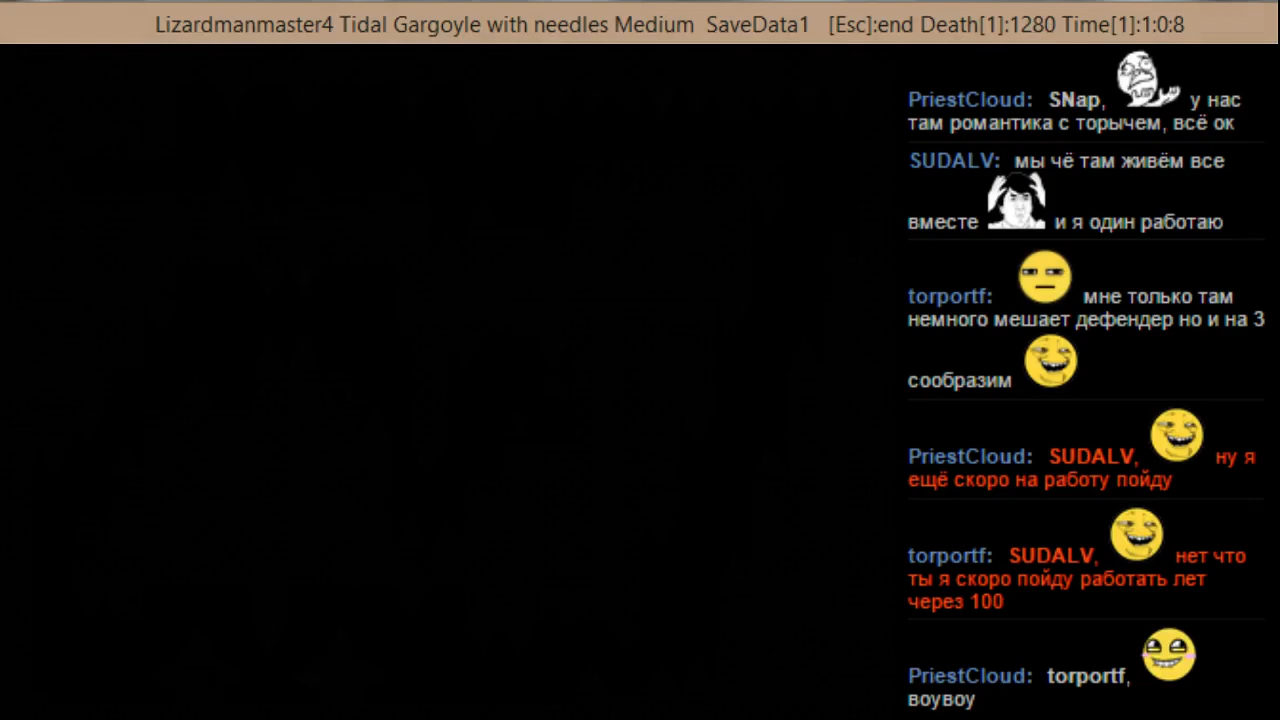 Lizardmanmaster4 Tidal Gargoyle with needles Medium  SaveData1   [Esc]:end Death[1]:1280 Time[1]:1:0:8
PriestCloud: SNap, у нас
там романтика с торычем, всё ок
SUDALV: мы чё там живём все
вместе и я один работаю
torportf: мне только там
немного мешает дефендер но и на 3
сообразим
PriestCloud: SUDALV, ну я
ещё скоро на работу пойду
torportf: SUDALV, нет что
ты я скоро пойду работать лет
через 100
PriestCloud: torportf,
воувоу